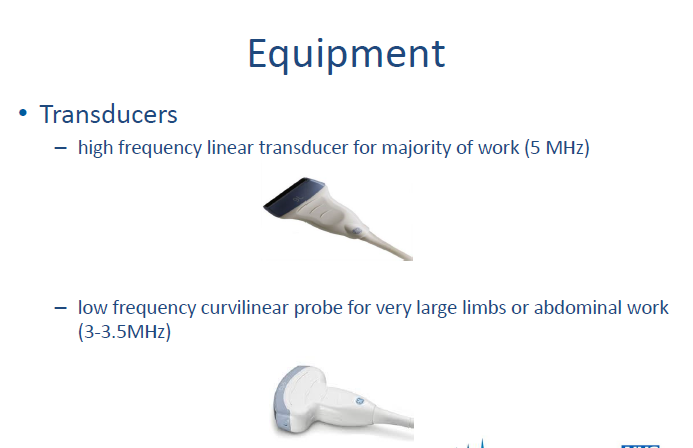 Equipment
• Transducers
– high frequency linear transducer for majority of work (5 MHz)
– low frequency curvilinear probe for very large limbs or abdominal work
(3-3.5MHz)